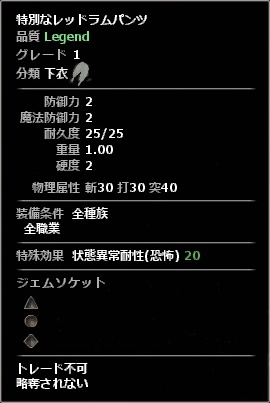 特別なレッドラムパンツ
品質 Legend
グレード 1
分類 下衣
防御力 2
魔法防御力 2
耐久度 25/25
重量 1.00
硬度 2
物理属性 斬30 打30 突40
装備条件 全種族
全職業
特殊効果 状態異常耐性(恐怖) 20
ジェムソケット
トレード不可
略奪されない